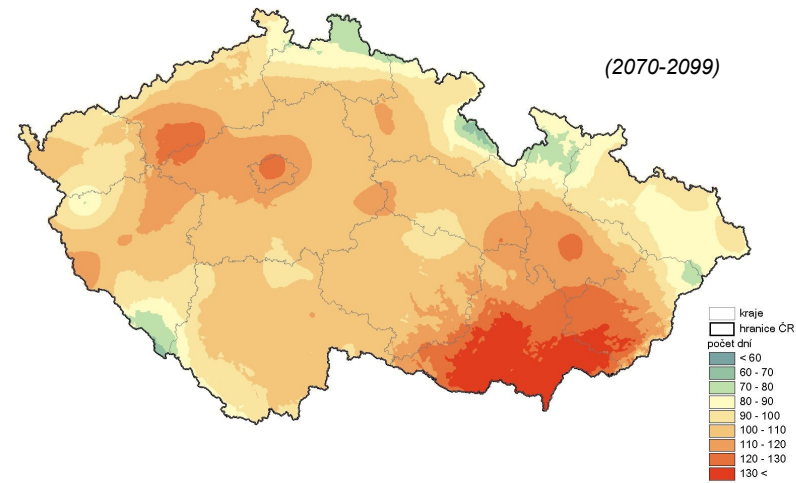 (2070-2099)
kraje
hranice ČR
počet dní
< 60
60 - 70
70 - 80
80 - 90
90 - 100
100 - 110
110 - 120
120 - 130
130 <